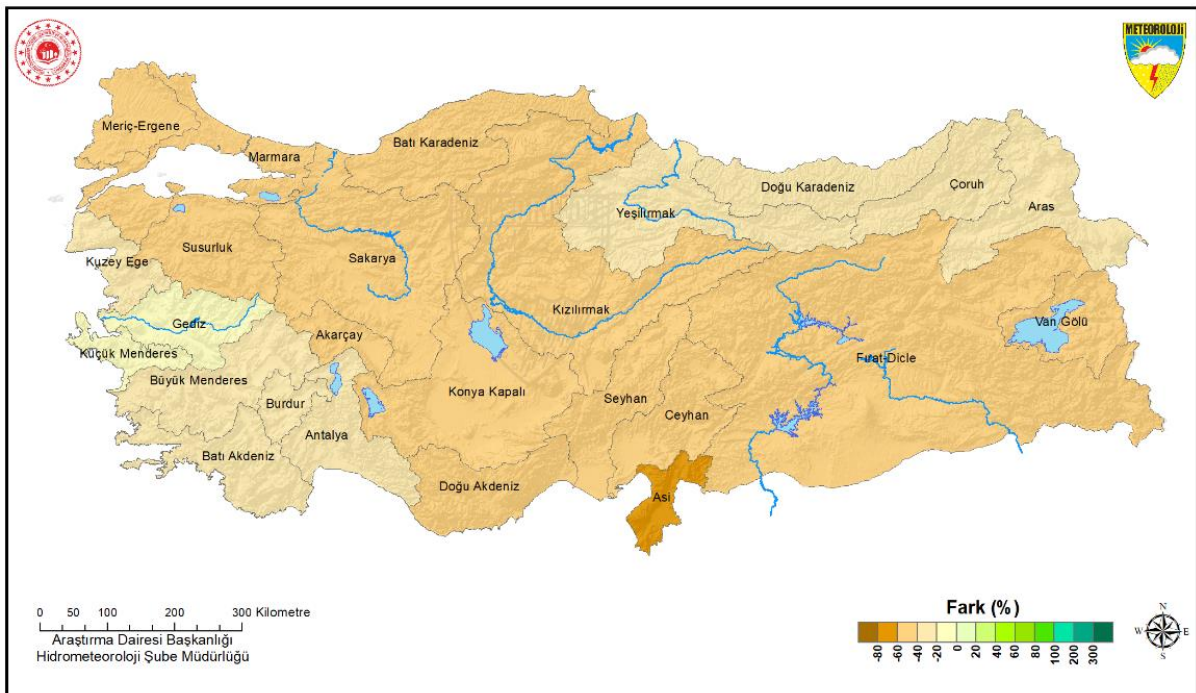 METEOROLOJİ
Meriç-Ergene
Marmara
Batı Karadeniz
Doğu Karadeniz
Çoruh
Aras
Yeşilırmak
Susurluk
Sakarya
Kuzey Ege
Kızılırmak
Gediz
Akarçay
Van Gölü
Küçük Menderes
Fırat-Dicle
Büyük Menderes
Konya Kapalı
Seyhan
Burdur
Ceyhan
Antalya
Batı Akdeniz
Doğu Akdeniz
Asi
0 50 100 200 300 Kilometre
Araştırma Dairesi Başkanlığı
Hidrometeoroloji Şube Müdürlüğü
Fark (%)
-80 -60 -40 -20 0 20 40 60 80 100 200 300
N
W E
S